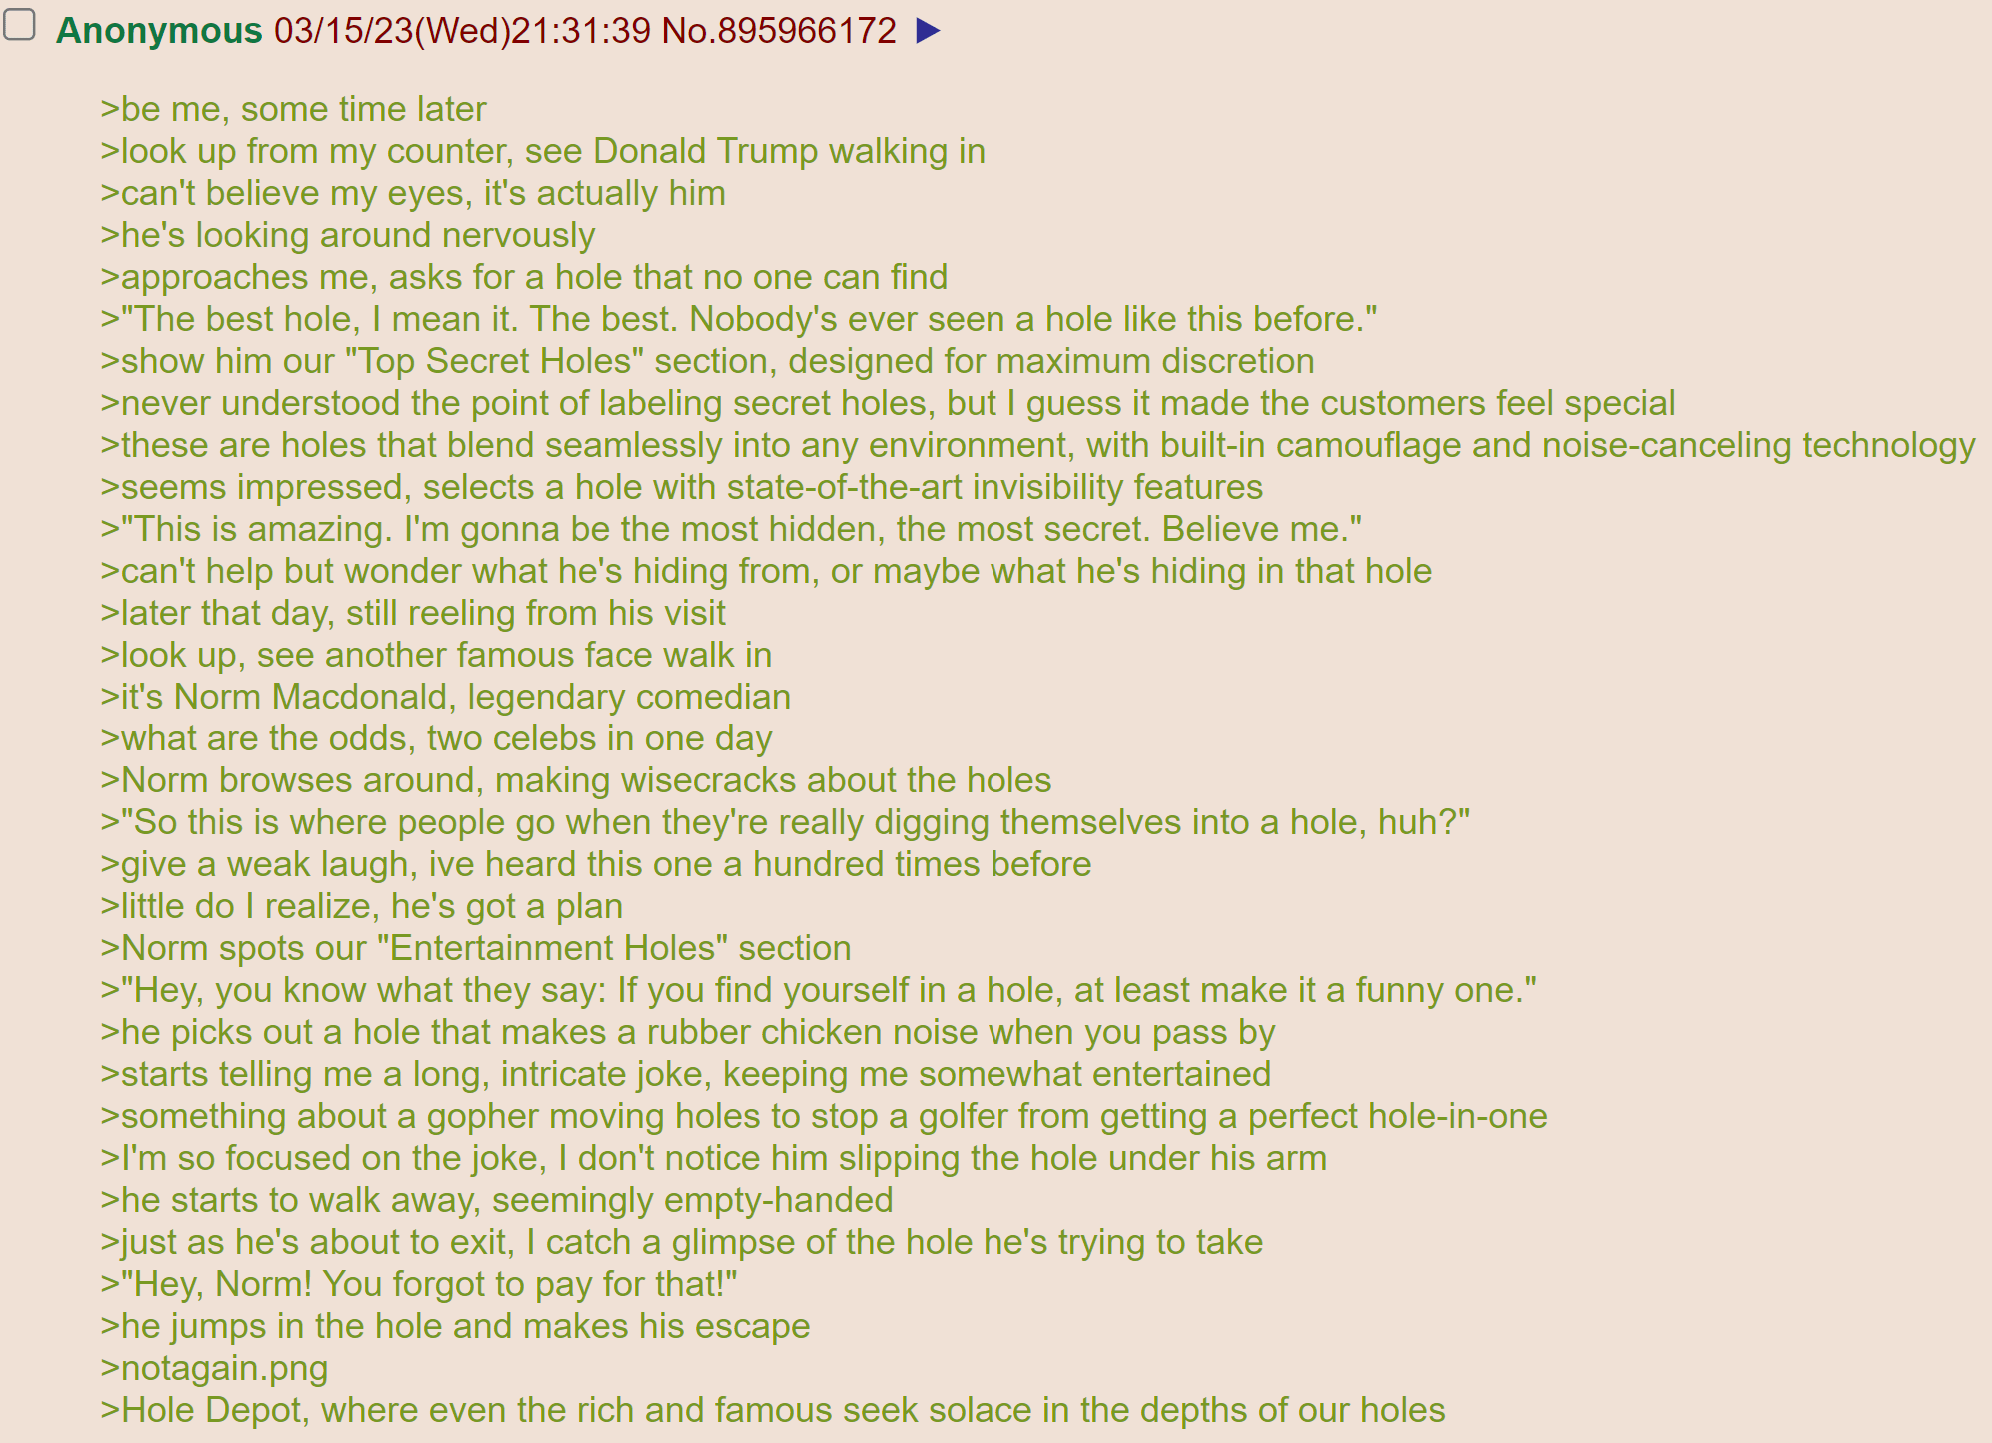 Anonymous 03/15/23(Wed)21:31:39 No.895966172 ▶
>be me, some time later
>look up from my counter, see Donald Trump walking in
>can't believe my eyes, it's actually him
>he's looking around nervously
>approaches me, asks for a hole that no one can find
>"The best hole, I mean it. The best. Nobody's ever seen a hole like this before."
>show him our "Top Secret Holes" section, designed for maximum discretion
>never understood the point of labeling secret holes, but I guess it made the customers feel special
>these are holes that blend seamlessly into any environment, with built-in camouflage and noise-canceling technology
>seems impressed, selects a hole with state-of-the-art invisibility features
>"This is amazing. I'm gonna be the most hidden, the most secret. Believe me."
>can't help but wonder what he's hiding from, or maybe what he's hiding in that hole
>later that day, still reeling from his visit
>look up, see another famous face walk in
>it's Norm Macdonald, legendary comedian
>what are the odds, two celebs in one day
>Norm browses around, making wisecracks about the holes
>"So this is where people go when they're really digging themselves into a hole, huh?"
>give a weak laugh, ive heard this one a hundred times before
>little do I realize, he's got a plan
>Norm spots our "Entertainment Holes" section
>"Hey, you know what they say: If you find yourself in a hole, at least make it a funny one."
>he picks out a hole that makes a rubber chicken noise when you pass by
>starts telling me a long, intricate joke, keeping me somewhat entertained
>something about a gopher moving holes to stop a golfer from getting a perfect hole-in-one
>I'm so focused on the joke, I don't notice him slipping the hole under his arm
>he starts to walk away, seemingly empty-handed
>just as he's about to exit, I catch a glimpse of the hole he's trying to take
>"Hey, Norm! You forgot to pay for that!"
>he jumps in the hole and makes his escape
>notagain.png
>Hole Depot, where even the rich and famous seek solace in the depths of our holes